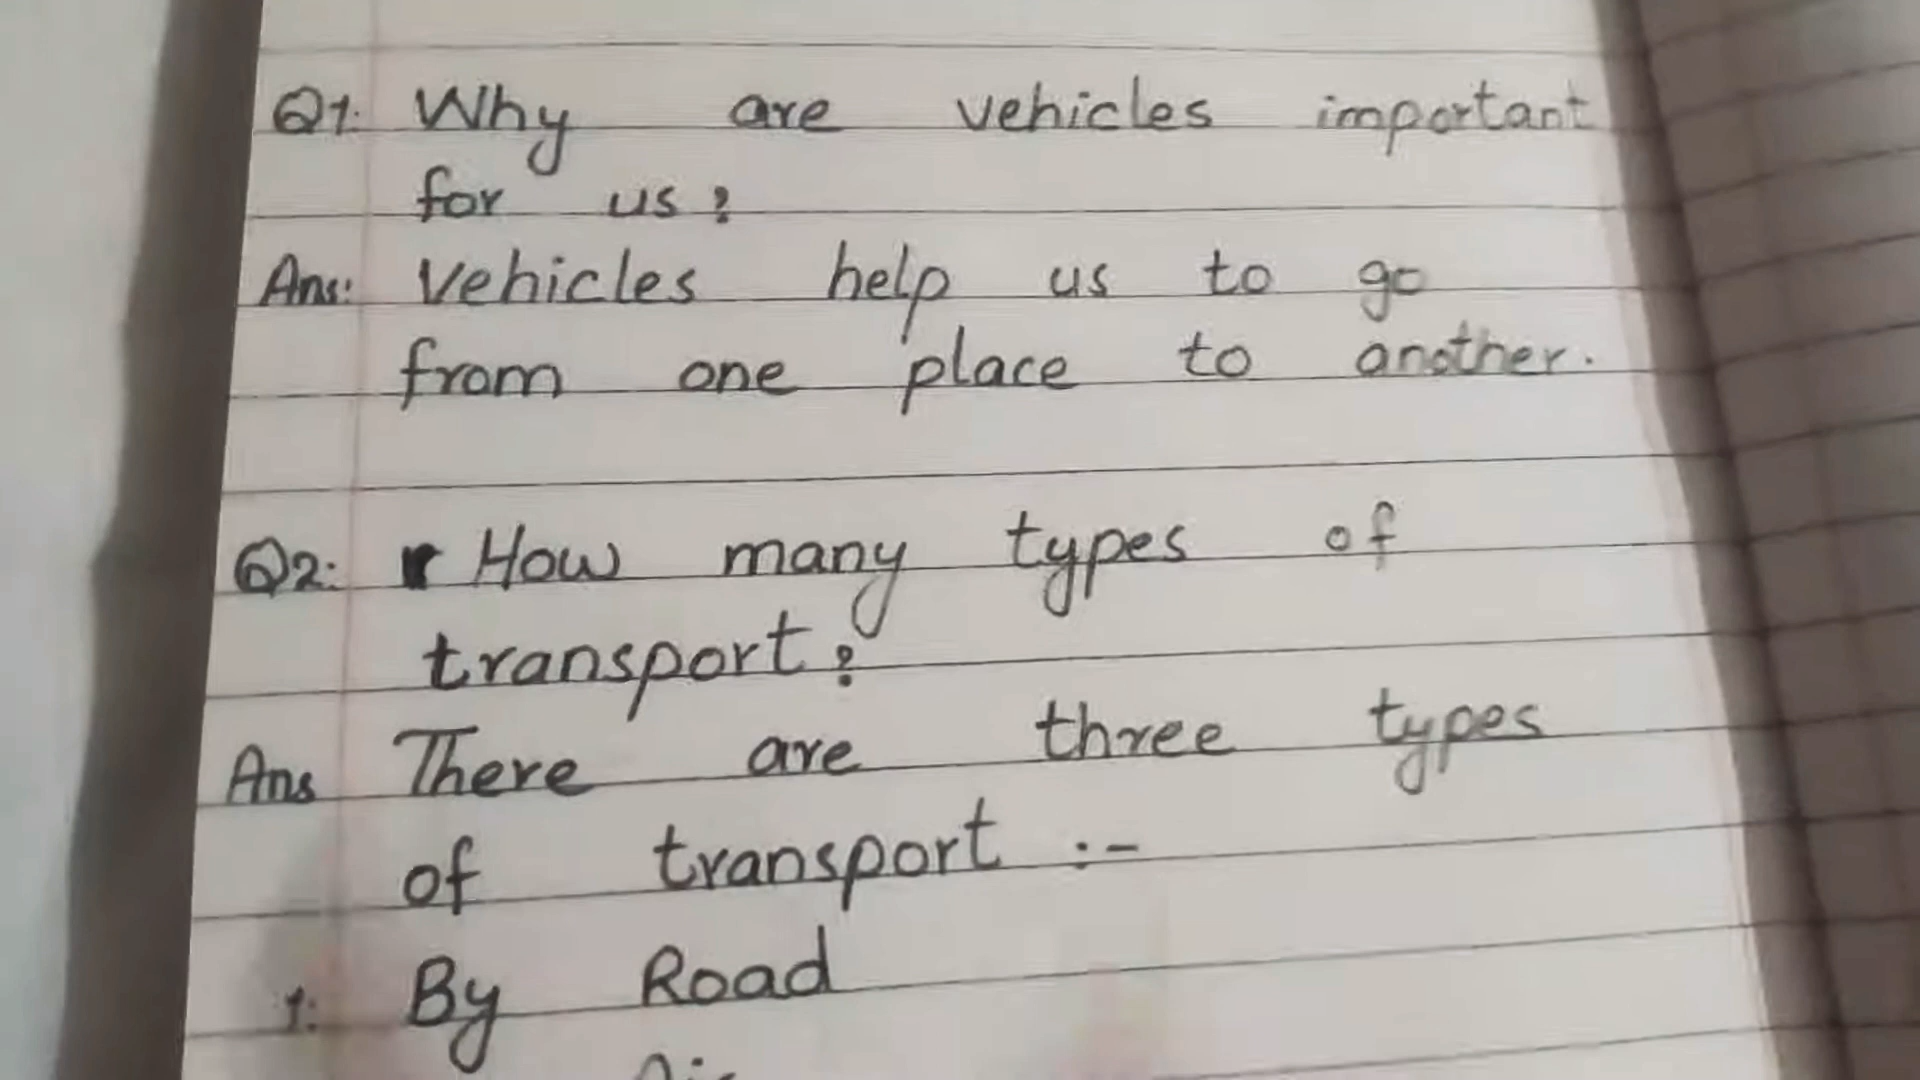 Q1: Why are vehicles important
for us?
Ans: Vehicles help us to go
from one place to another.
Q2: How many types of
transport?
Ans There are three types
of transport :-
1: By Road